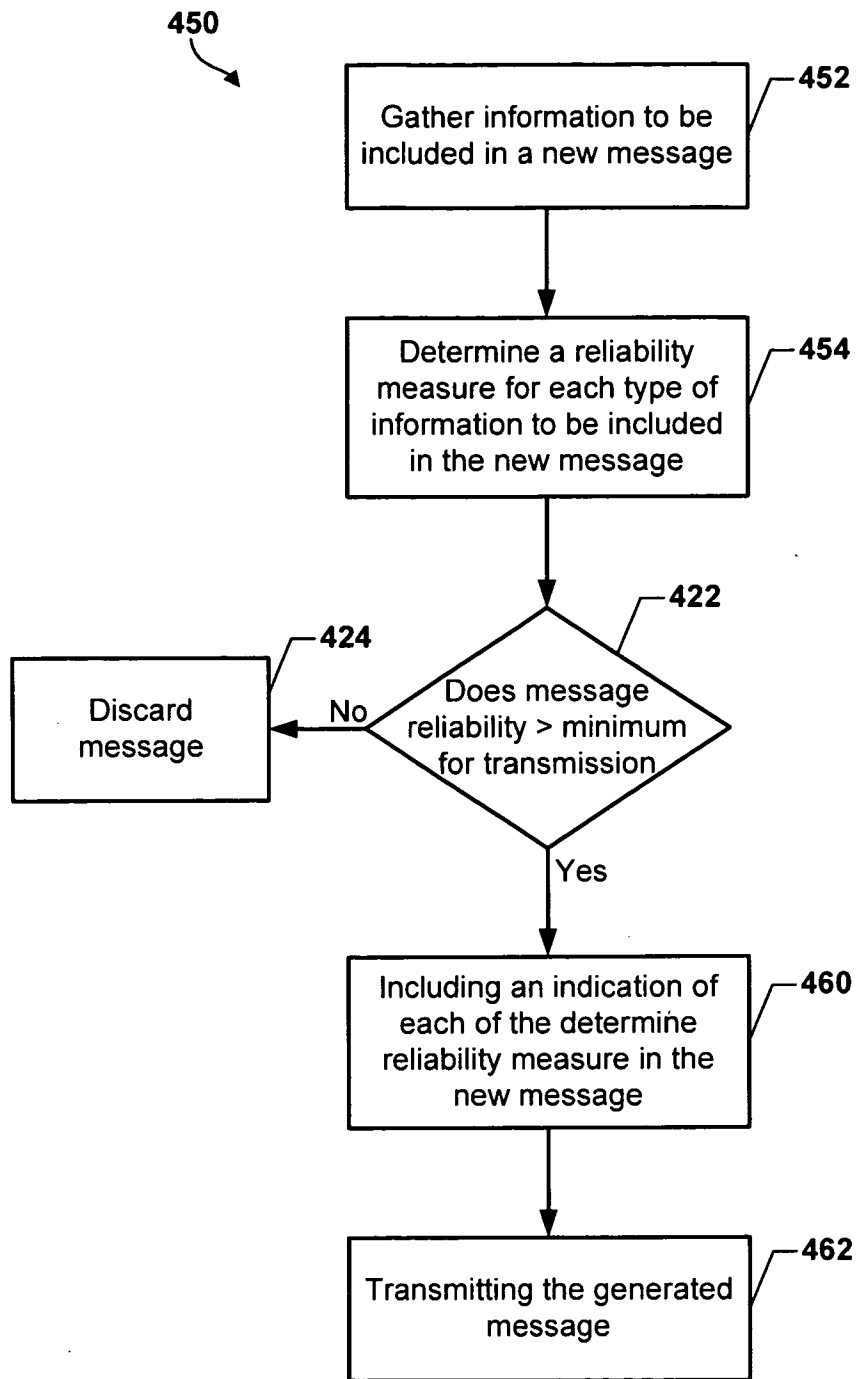 450
452
Gather information to be
included in a new message
454
Determine a reliability
measure for each type of
information to be included
in the new message
422
424
Does message
reliability > minimum
for transmission
No
Discard
message
Yes
460
Including an indication of
each of the determine
reliability measure in the
new message
462
Transmitting the generated
message